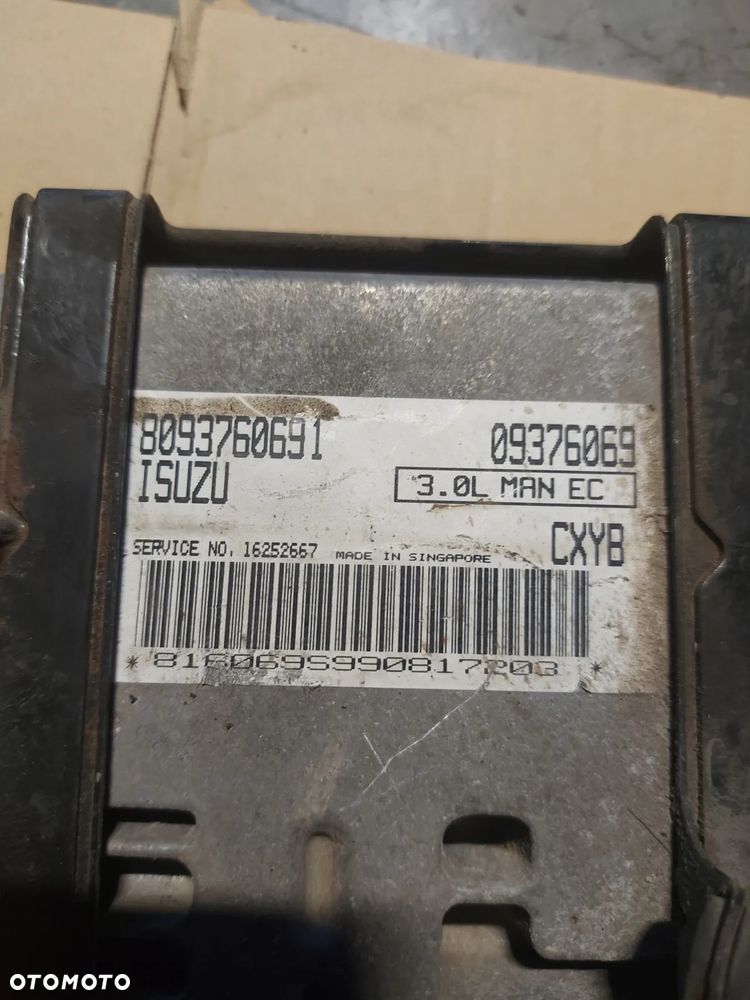 8093760691 09376069
ISUZU 3.0L MAN EC
SERVICE NO. 16252667 MADE IN SINGAPORE CXYB
OTOMOTO